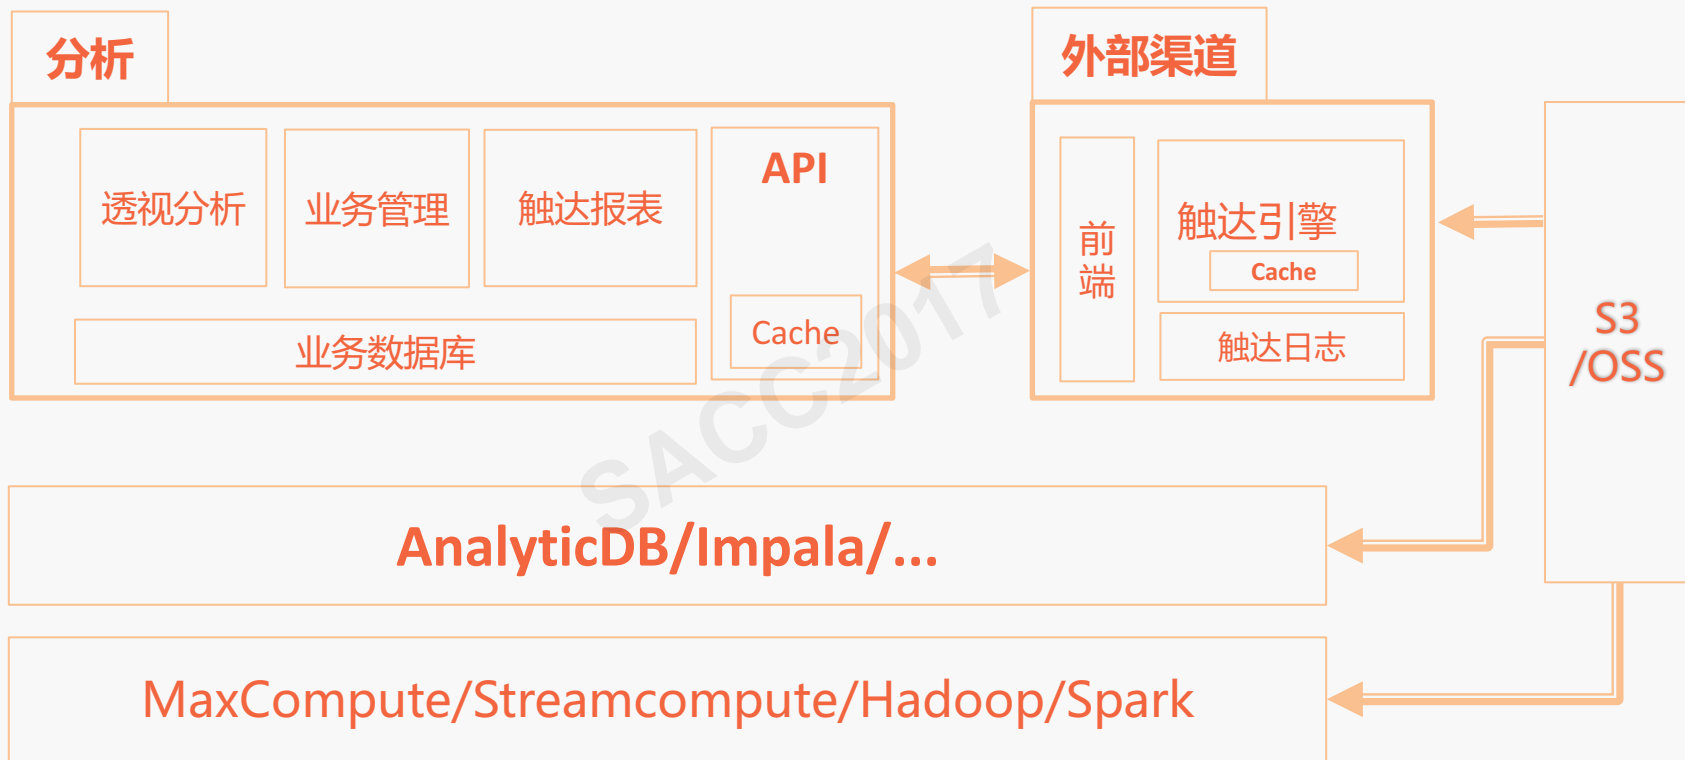 分析
外部渠道
透视分析
业务管理
触达报表
API
Cache
业务数据库
前
端
触达引擎
Cache
触达日志
S3
/OSS
SACC2017
AnalyticDB/Impala/...
MaxCompute/Streamcompute/Hadoop/Spark